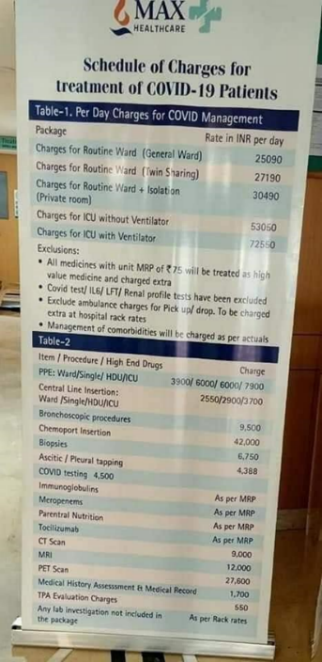 MAX
HEALTHCARE
Schedule of Charges for
treatment of COVID-19 Patients
Table-1. Per Day Charges for COVID Management
Package Rate in INR per day
Charges for Routine Ward (General Ward) 25090
Charges for Routine Ward (Twin Sharing) 27190
Charges for Routine Ward + Isolation 30490
(Private room)
Charges for ICU without Ventilator 53050
Charges for ICU with Ventilator 72550
Exclusions:
• All medicines with unit MRP of ₹75 will be treated as high
value medicine and charged extra
• Covid test/ IL6/ LFT/ Renal profile tests have been excluded
• Exclude ambulance charges for Pick up/ drop. To be charged
extra at hospital rack rates
• Management of comorbidities will be charged as per actuals
Table-2
Item / Procedure / High End Drugs Charge
PPE: Ward/Single/ HDU/ICU 3900/ 6000/ 6000/ 7900
Central Line Insertion: 2550/2900/3700
Ward /Single/HDU/ICU
Bronchoscopic procedures 9,500
Chemoport Insertion 42,000
Biopsies 6,750
Ascitic / Pleural tapping 4,388
COVID testing 4,500
Immunoglobulins As per MRP
Meropenems As per MRP
Parentral Nutrition As per MRP
Tocilizumab As per MRP
CT Scan 9,000
MRI 12,000
PET Scan 27,600
Medical History Assesssment & Medical Record 1,700
TPA Evaluation Charges 550
Any lab investigation not included in As per Rack rates
the package